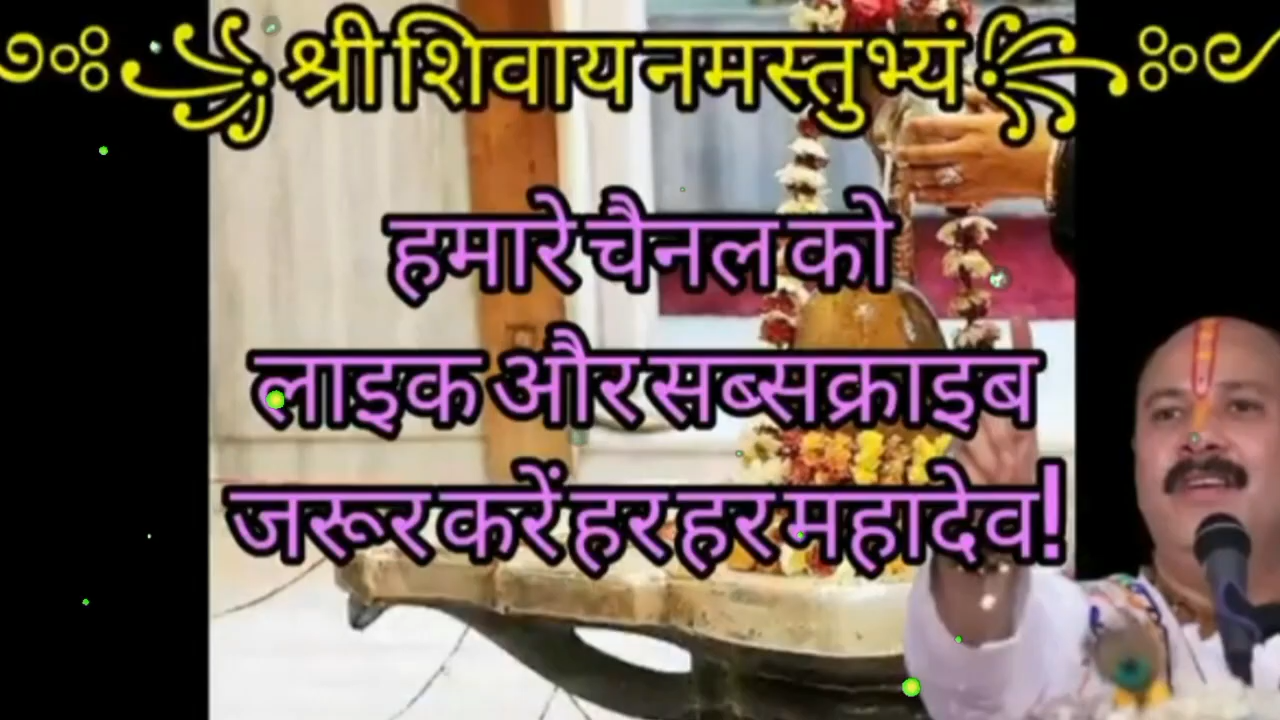 श्री शिवाय नमस्तुभ्यं
हमारे चैनल को
लाइक और सब्सक्राइब
जरूर करें हर हर महादेव!